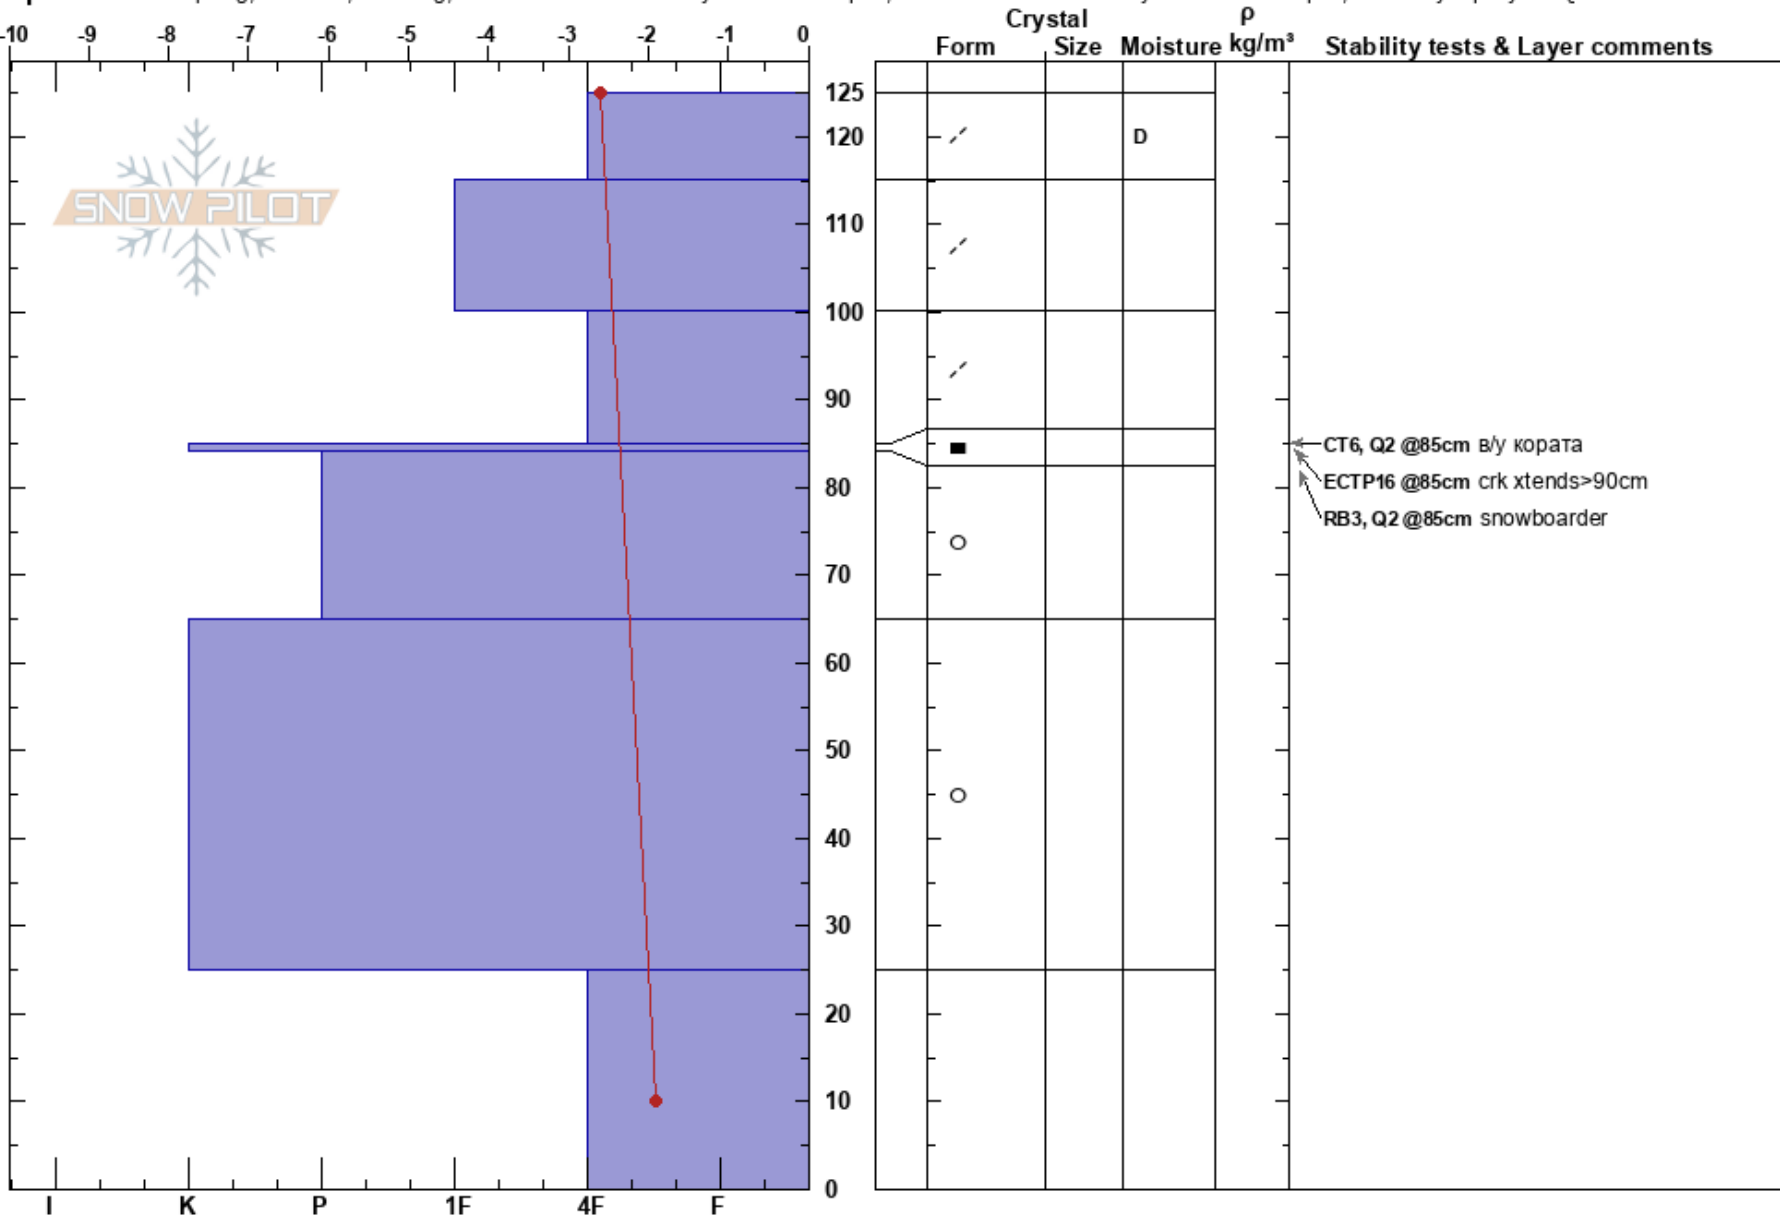 Crystal ρ
-10 -9 -8 -7 -6 -5 -4 -3 -2 -1 0 Form Size Moisture kg/m³ Stability tests & Layer comments
125
120 D
SNOW PILOT
110
100
90
CT6, Q2 @85cm в/у кората
80 ECTP16 @85cm crk xtends>90cm
RB3, Q2 @85cm snowboarder
70
60
50
40
30
20
10
0
I K P 1F 4F F